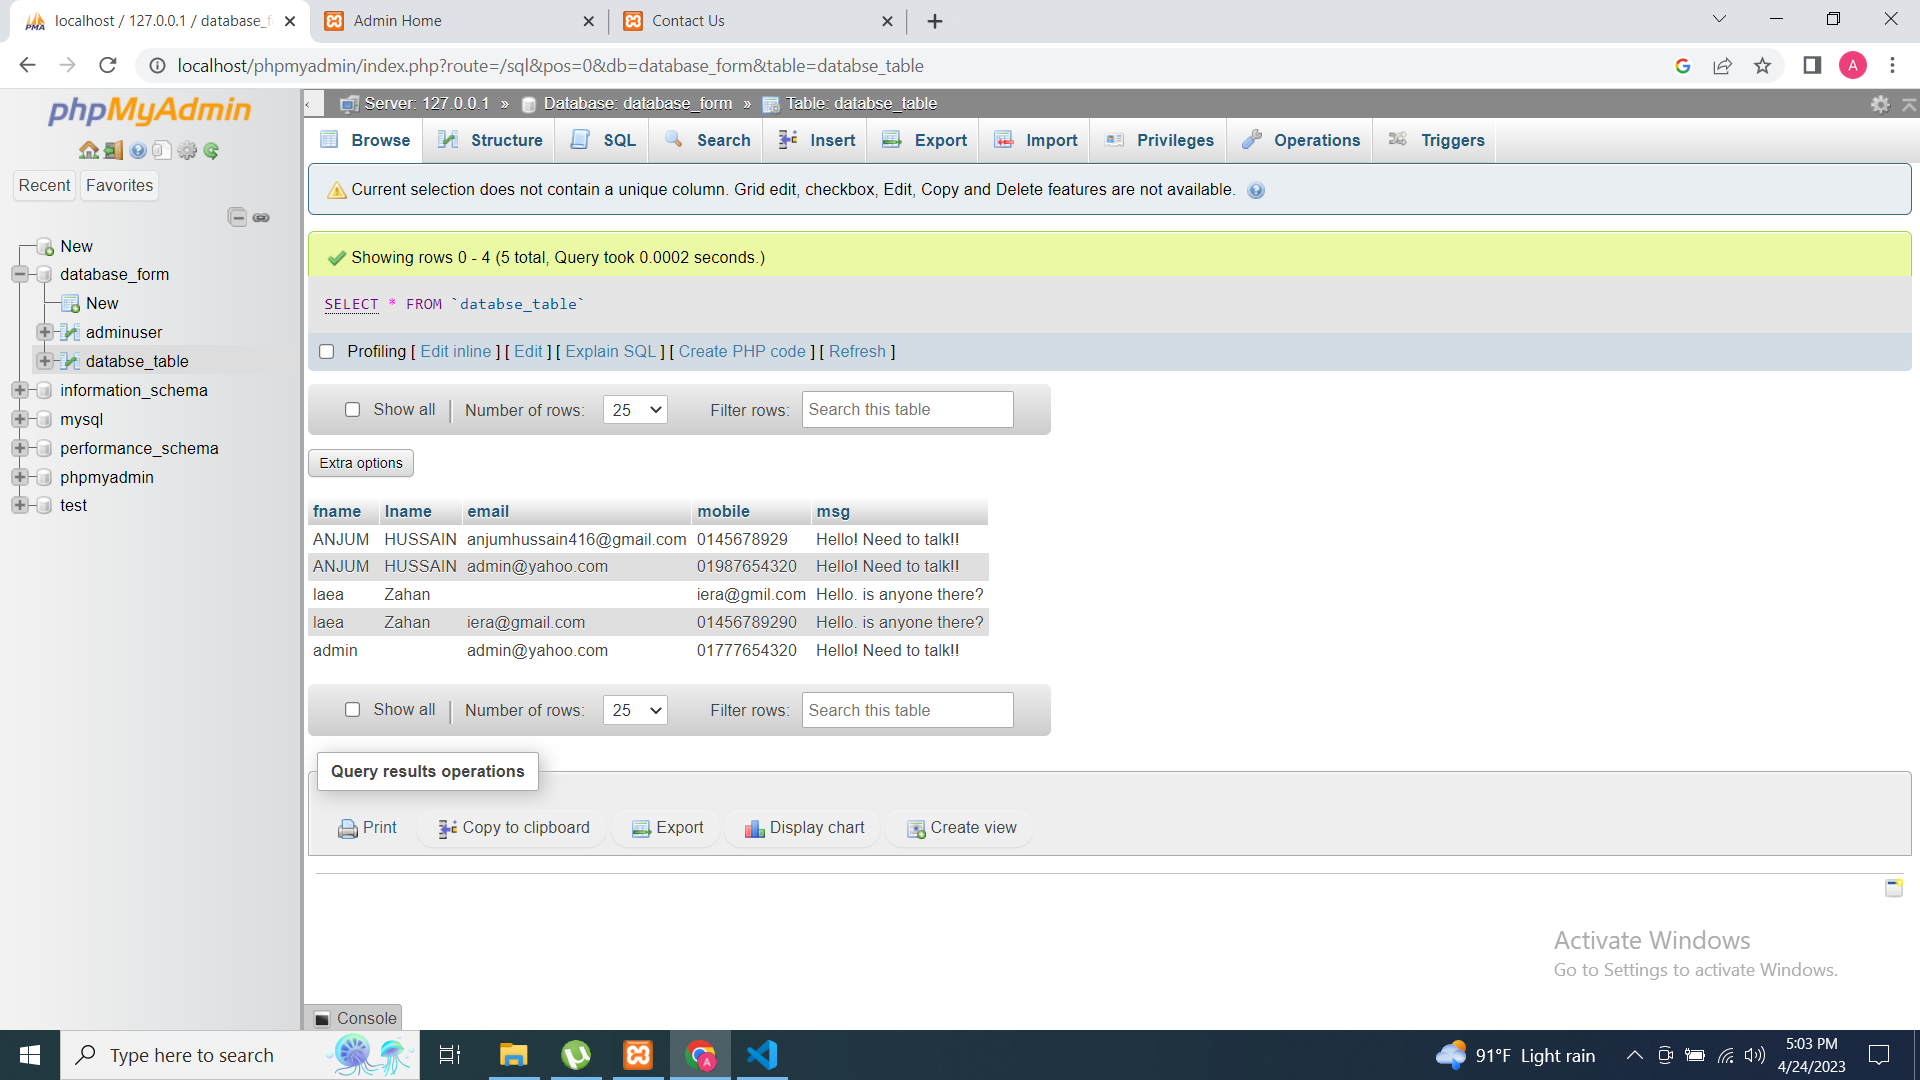 localhost / 127.0.0.1 / database_f
Admin Home
Contact Us
localhost/phpmyadmin/index.php?route=/sql&pos=0&db=database_form&table=databse_table
A
phpMyAdmin
Recent
Favorites
New
database_form
New
adminuser
databse_table
information_schema
mysql
performance_schema
phpmyadmin
test
Server: 127.0.0.1 » Database: database_form » Table: databse_table
Browse Structure SQL Search Insert Export Import Privileges Operations Triggers
Current selection does not contain a unique column. Grid edit, checkbox, Edit, Copy and Delete features are not available.
Showing rows 0 - 4 (5 total, Query took 0.0002 seconds.)
SELECT * FROM `databse_table`
Profiling [ Edit inline ] [ Edit ] [ Explain SQL ] [ Create PHP code ] [ Refresh ]
Show all Number of rows: 25 Filter rows: Search this table
Extra options
fname lname email mobile msg
ANJUM HUSSAIN anjumhussain416@gmail.com 0145678929 Hello! Need to talk!!
ANJUM HUSSAIN admin@yahoo.com 01987654320 Hello! Need to talk!!
laea Zahan iera@gmil.com Hello. is anyone there?
laea Zahan iera@gmail.com 01456789290 Hello. is anyone there?
admin admin@yahoo.com 01777654320 Hello! Need to talk!!
Show all Number of rows: 25 Filter rows: Search this table
Query results operations
Print Copy to clipboard Export Display chart Create view
Activate Windows
Go to Settings to activate Windows.
Console
Type here to search
91°F Light rain
5:03 PM
4/24/2023